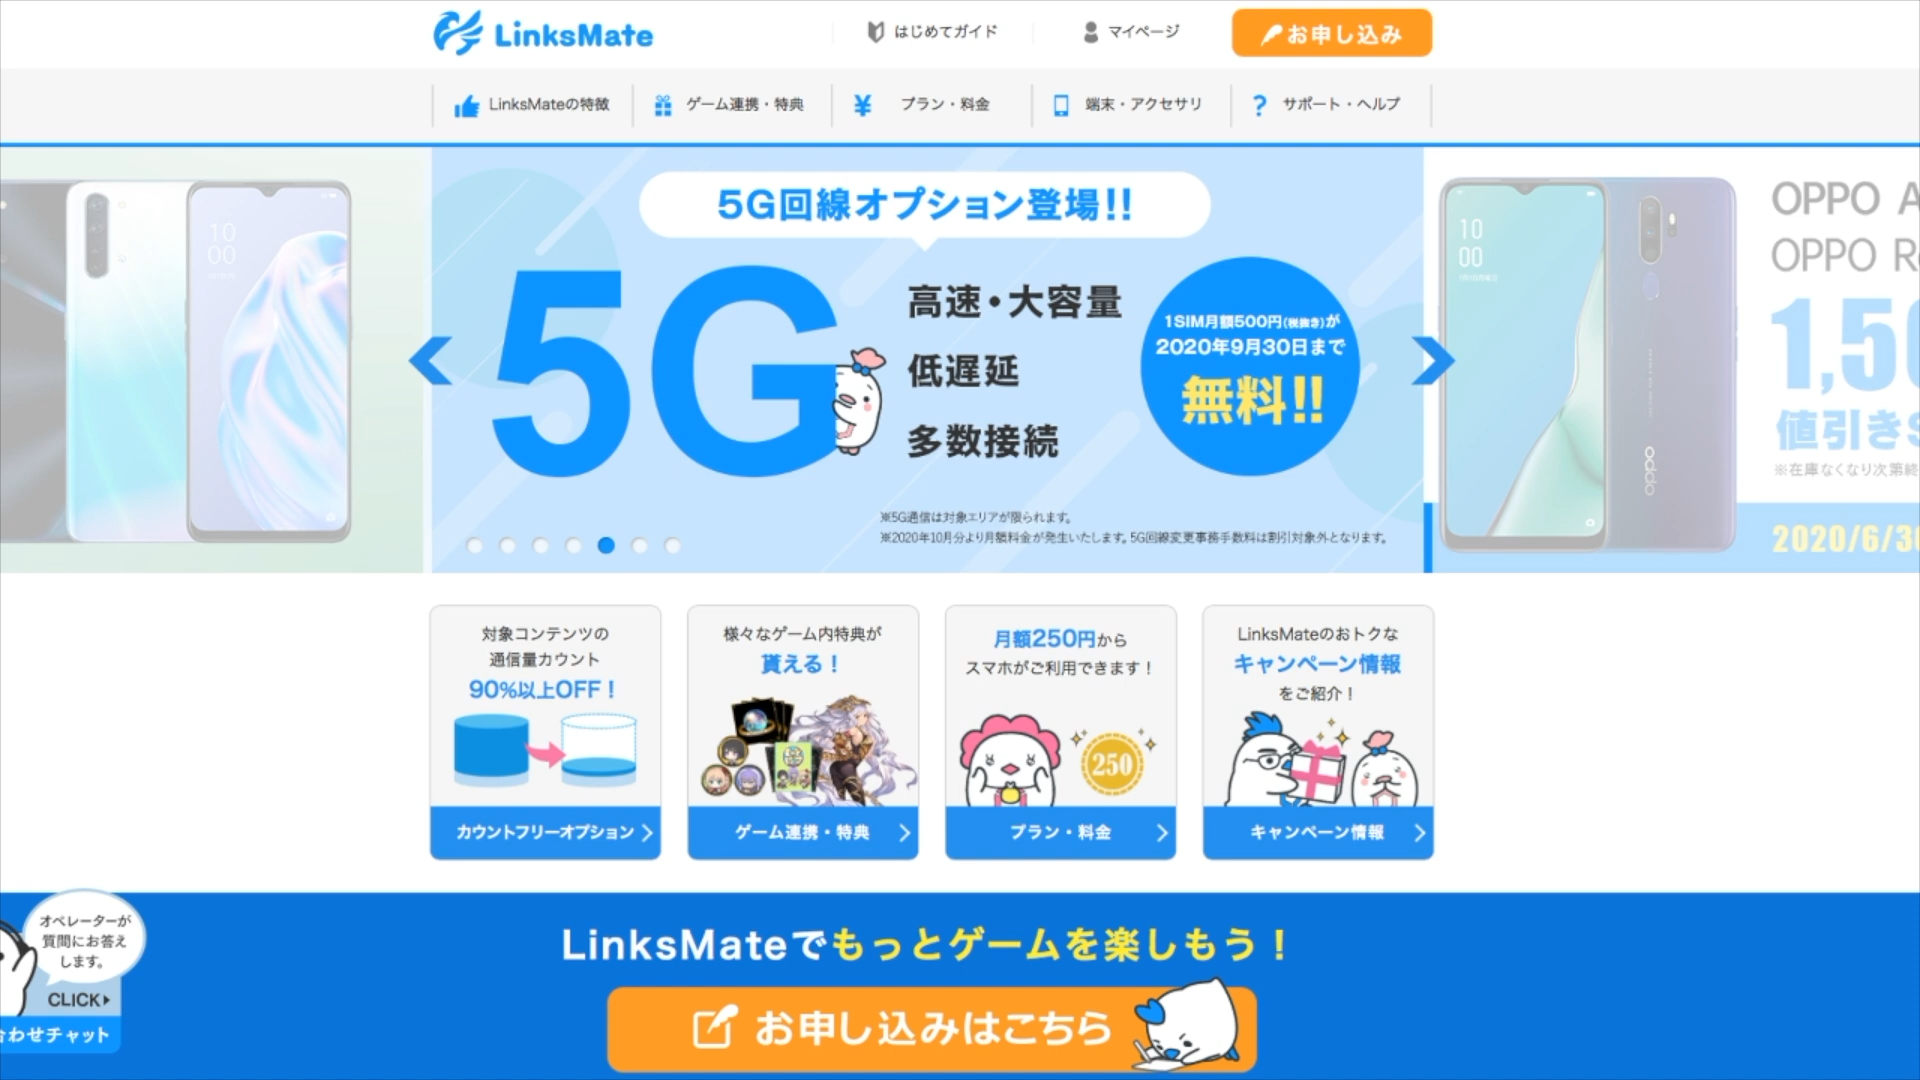 LinksMate
はじめてガイド
マイページ
お申し込み
LinksMateの特徴
ゲーム連携・特典
プラン・料金
端末・アクセサリ
サポート・ヘルプ
10
00
5G回線オプション登場!!
5G
高速・大容量
低遅延
多数接続
1SIM月額500円(税抜き)が
2020年9月30日まで
無料!!
※5G通信は対象エリアが限られます。
※2020年10月分より月額料金が発生いたします。5G回線変更事務手数料は割引対象外となります。
10
00
oppo
OPPO A
OPPO R
1,50
値引き
※在庫なくなり次第終
2020/6/30
対象コンテンツの
通信量カウント
90%以上OFF！
カウントフリーオプション
様々なゲーム内特典が
貰える！
ゲーム連携・特典
月額250円から
スマホがご利用できます！
250
プラン・料金
LinksMateのおトクな
キャンペーン情報
をご紹介！
キャンペーン情報
オペレーターが
質問にお答え
します。
CLICK
合わせチャット
LinksMateでもっとゲームを楽しもう！
お申し込みはこちら